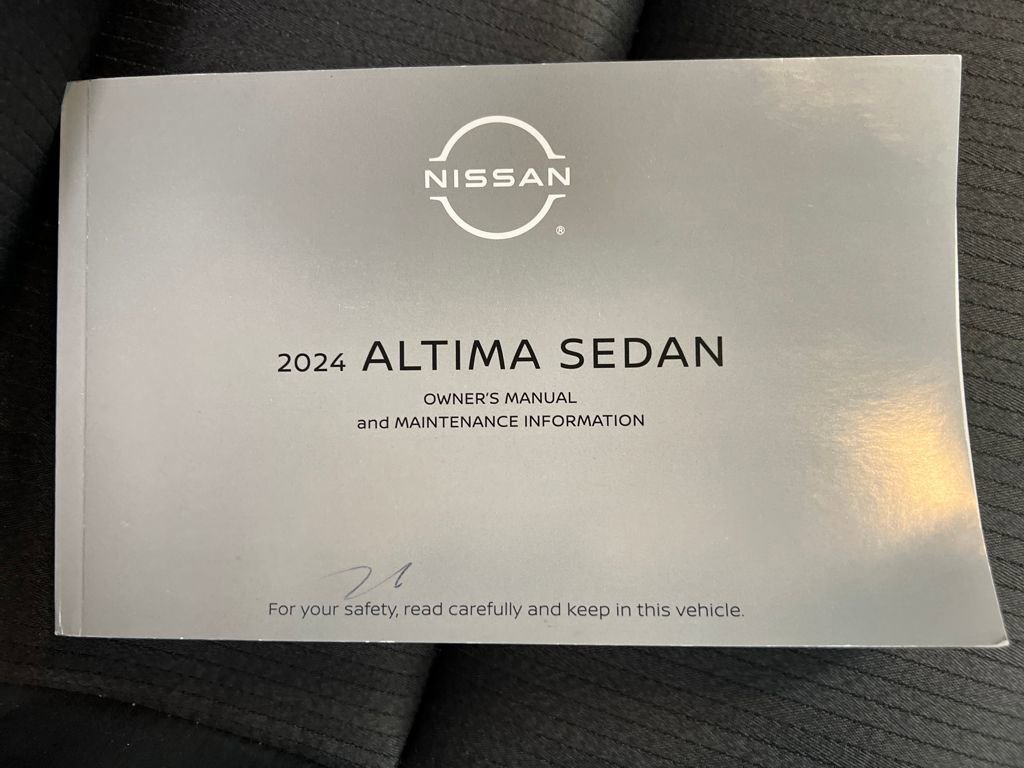 NISSAN
®
2024 ALTIMA SEDAN
OWNER'S MANUAL
and MAINTENANCE INFORMATION
For your safety, read carefully and keep in this vehicle.